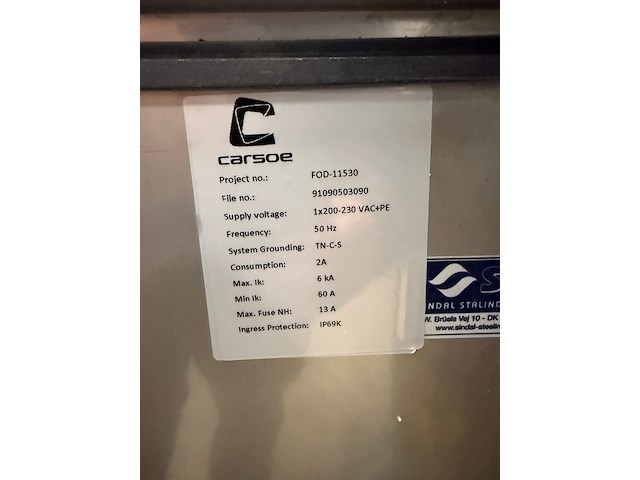 carsoe
Project no.: FOD-11530
File no.: 91090503090
Supply voltage: 1x200-230 VAC+PE
Frequency: 50 Hz
System Grounding: TN-C-S
Consumption: 2A
Max. Ik: 6 kA
Min Ik: 60 A
Max. Fuse NH: 13 A
Ingress Protection: IP69K
S
INDAL STÅLIND
W. Brüels Vej 10 - DK
www.sindal-steelin